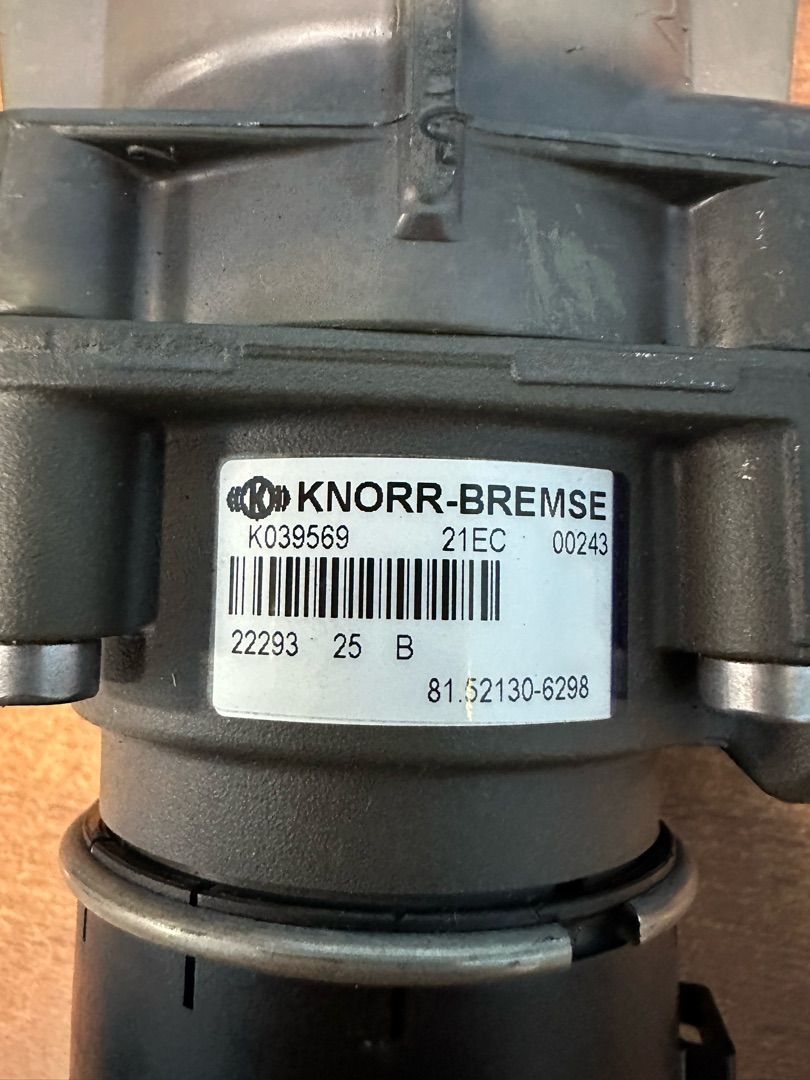 KNORR-BREMSE
K039569 21EC 00243
22293 25 B
81.52130-6298